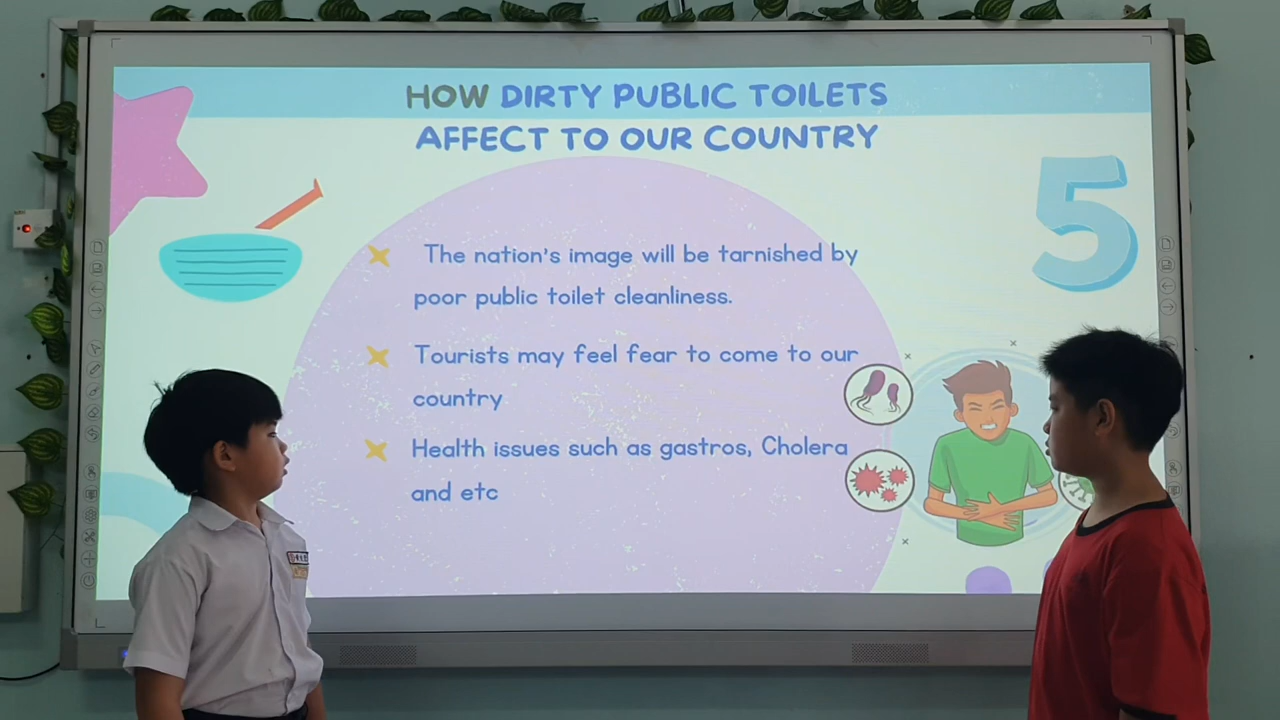 HOW DIRTY PUBLIC TOILETS
AFFECT TO OUR COUNTRY
5
The nation's image will be tarnished by
poor public toilet cleanliness.
Tourists may feel fear to come to our
country
Health issues such as gastros, Cholera
and etc